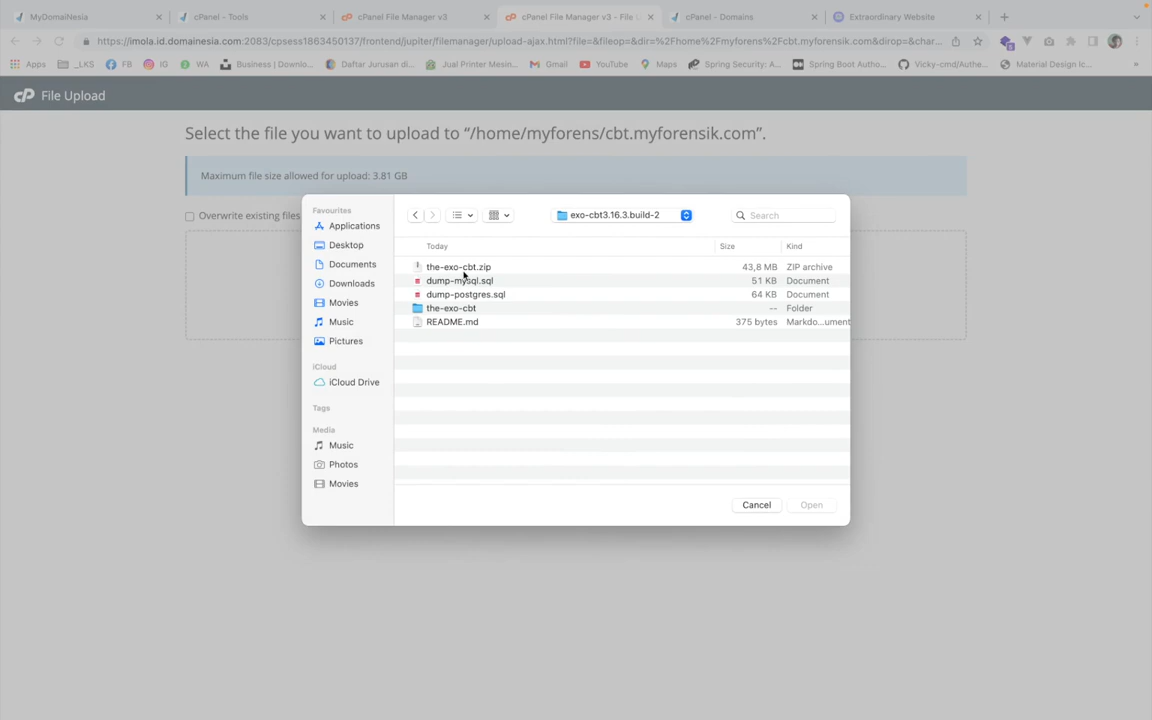 MyDomaiNesia
cPanel - Tools
cPanel File Manager v3
cPanel File Manager v3 - File U
cPanel - Domains
Extraordinary Website
https://imola.id.domainesia.com:2083/cpsess1863450137/frontend/jupiter/filemanager/upload-ajax.html?file=&fileop=&dir=%2Fhome%2Fmyforens%2Fcbt.myforensik.com&dirop=&char...
Apps
_LKS
FB
IG
WA
Business | Downlo...
Daftar Jurusan di...
Jual Printer Mesin...
Gmail
YouTube
Maps
Spring Security: A...
Spring Boot Autho...
Vicky-cmd/Authe...
Material Design Ic...
»
cP File Upload
Select the file you want to upload to “/home/myforens/cbt.myforensik.com”.
Maximum file size allowed for upload: 3.81 GB
Overwrite existing files
Favourites
Applications
Desktop
Documents
Downloads
Movies
Music
Pictures
iCloud
iCloud Drive
Tags
Media
Music
Photos
Movies
exo-cbt3.16.3.build-2
Search
Today Size Kind
the-exo-cbt.zip 43,8 MB ZIP archive
dump-mysql.sql 51 KB Document
dump-postgres.sql 64 KB Document
the-exo-cbt -- Folder
README.md 375 bytes Markdo...ument
Cancel
Open